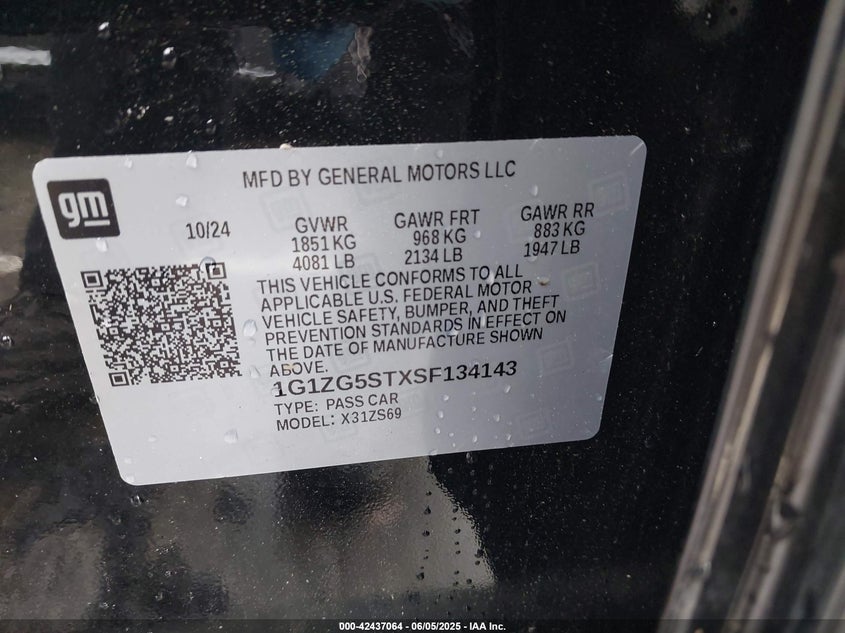 MFD BY GENERAL MOTORS LLC
gm
10/24
GVWR GAWR FRT GAWR RR
1851 KG 968 KG 883 KG
4081 LB 2134 LB 1947 LB
THIS VEHICLE CONFORMS TO ALL
APPLICABLE U.S. FEDERAL MOTOR
VEHICLE SAFETY, BUMPER, AND THEFT
PREVENTION STANDARDS IN EFFECT ON
THE DATE OF MANUFACTURE SHOWN
ABOVE.
1G1ZG5STXSF134143
TYPE: PASS CAR
MODEL: X31ZS69
000-42437064 - 06/05/2025 - IAA Inc.